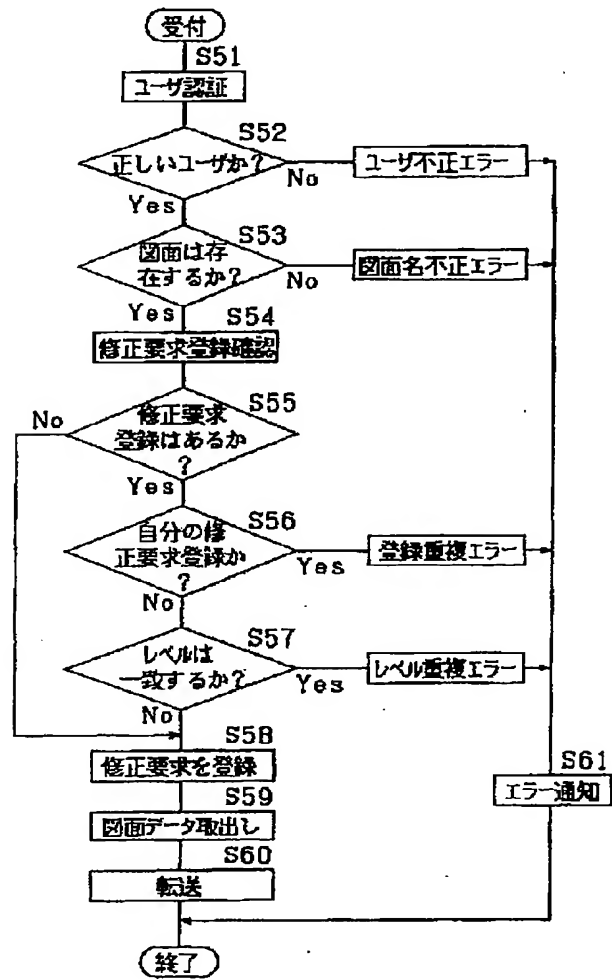 受付
S51
ユーザ認証
S52
正しいユーザか?
No
ユーザ不正エラー
Yes
S53
図面は存
在するか?
No
図面名不正エラー
Yes
S54
修正要求登録確認
S55
No
修正要求
登録はあるか
?
Yes
S56
自分の修
正要求登録か
?
Yes
登録重複エラー
No
S57
レベルは
一致するか?
Yes
レベル重複エラー
No
S58
修正要求を登録
S61
エラー通知
S59
図面データ取出し
S60
転送
終了